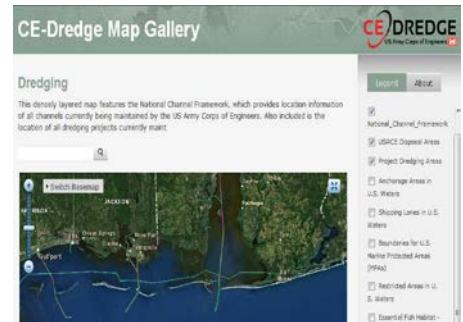 CE-Dredge Map Gallery
CE DREDGE
US Army Corps of Engineers
Dredging
This densely layered map features the National Channel Framework, which provides location information
of all channels currently being maintained by the US Army Corps of Engineers. Also included is the
location of all dredging projects currently maint
Switch Basemap
JACKSON
Ocean Springs
Gulfport
Legend About
National_Channel_Framework
USACE Disposal Areas
Project Dredging Areas
Anchorage Areas in
U.S. Waters
Shipping Lanes in U.S.
Waters
Boundaries for U.S.
Marine Protected Areas
(MPAs)
Restricted Areas in U.
S. Waters
Essential Fish Habitat -